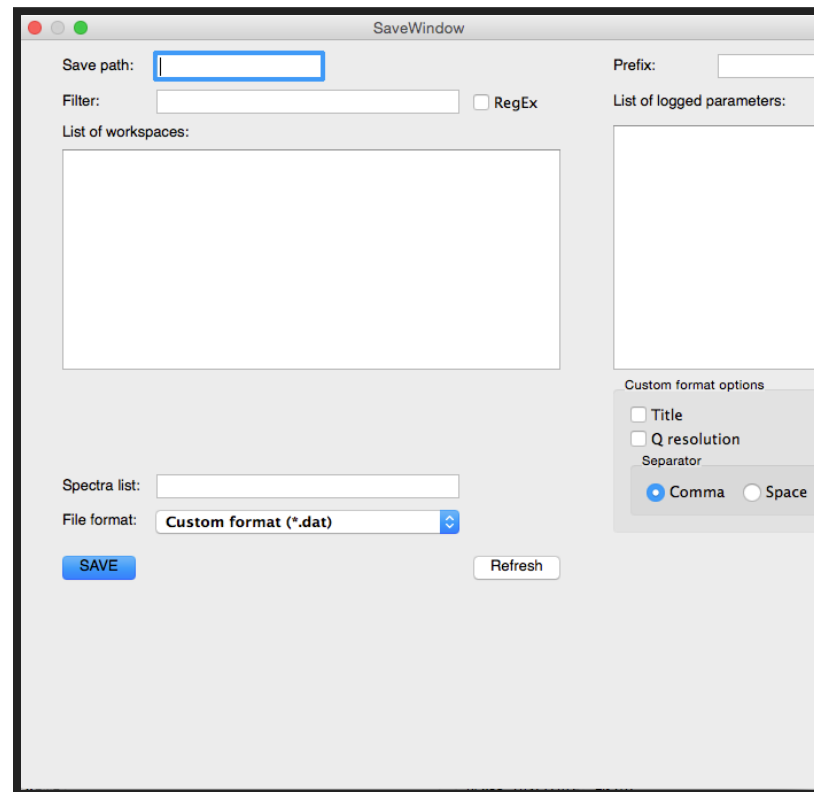 SaveWindow
Save path:
Prefix:
Filter:
RegEx
List of logged parameters:
List of workspaces:
Custom format options
Title
Q resolution
Separator
Comma
Space
Spectra list:
File format:
Custom format (*.dat)
SAVE
Refresh